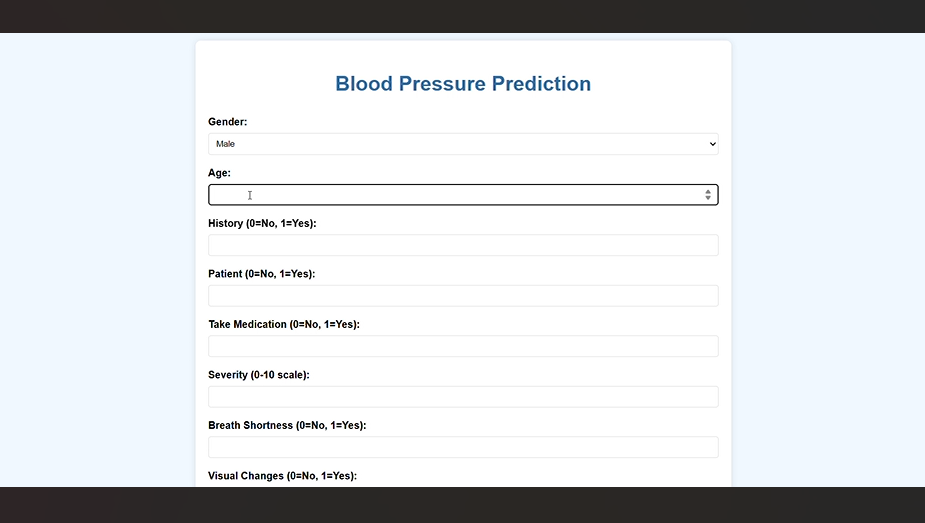 Blood Pressure Prediction
Gender:
Male
Age:
History (0=No, 1=Yes):
Patient (0=No, 1=Yes):
Take Medication (0=No, 1=Yes):
Severity (0-10 scale):
Breath Shortness (0=No, 1=Yes):
Visual Changes (0=No, 1=Yes):